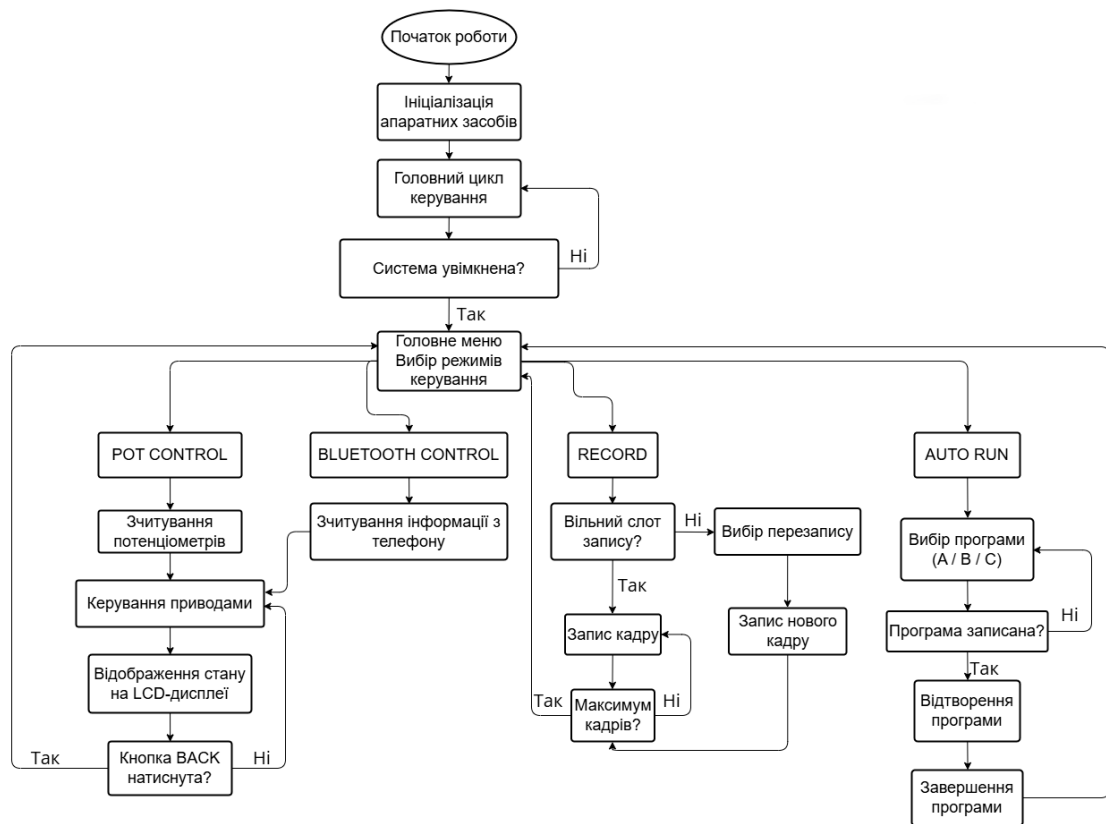 Початок роботи
Ініціалізація
апаратних засобів
Головний цикл
керування
Система увімкнена?
Ні
Так
Головне меню
Вибір режимів
керування
POT CONTROL
Зчитування
потенціометрів
Керування приводами
Відображення стану
на LCD-дисплеї
Кнопка BACK
натиснута?
Так
Ні
BLUETOOTH CONTROL
Зчитування інформації з
телефону
RECORD
Вільний слот
запису?
Ні
Так
Вибір перезапису
Запис нового
кадру
Запис кадру
Максимум
кадрів?
Так
Ні
AUTO RUN
Вибір програми
(A / B / C)
Програма записана?
Ні
Так
Відтворення
програми
Завершення
програми